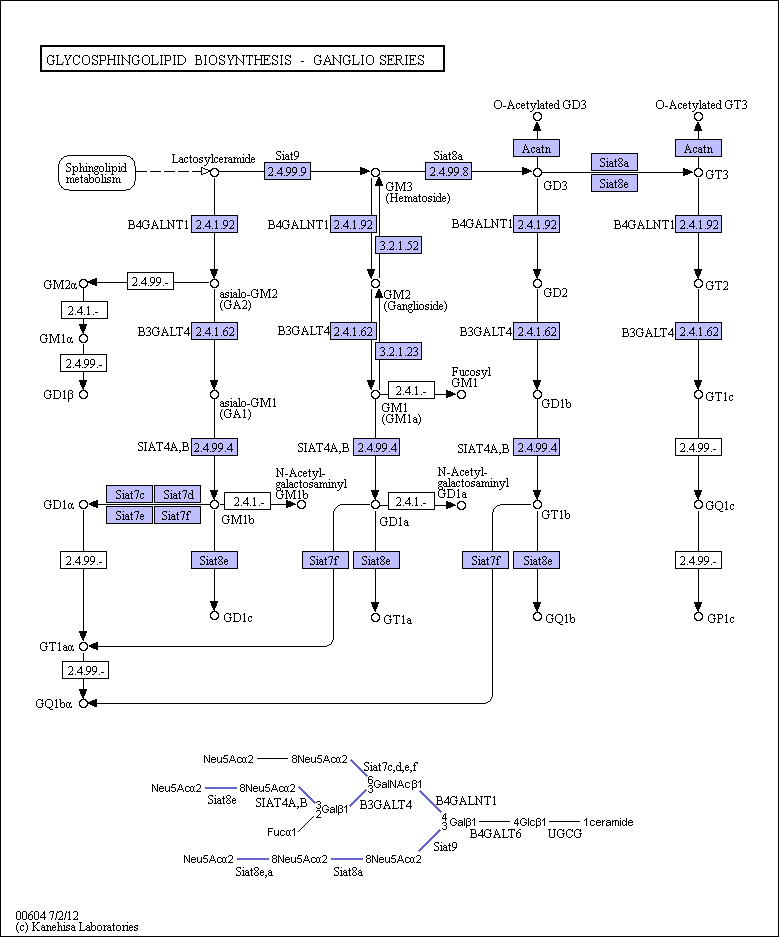 GLYCOSPHINGOLIPID BIOSYNTHESIS - GANGLIO SERIES
O-Acetylated GD3
O-Acetylated GT3
Acatn
Acatn
Sphingolipid
metabolism
Lactosylceramide
Siat9
2.4.99.9
Siat8a
2.4.99.8
Siat8a
Siat8e
GM3
(Hematoside)
GD3
GT3
B4GALNT1 2.4.1.92
B4GALNT1 2.4.1.92
B4GALNT1 2.4.1.92
B4GALNT1 2.4.1.92
3.2.1.52
GM2α
2.4.99.-
asialo-GM2
(GA2)
GM2
(Ganglioside)
GD2
GT2
2.4.1.-
B3GALT4 2.4.1.62
B3GALT4 2.4.1.62
B3GALT4 2.4.1.62
B3GALT4 2.4.1.62
GM1α
3.2.1.23
2.4.99.-
Fucosyl
GM1
GD1β
asialo-GM1
(GA1)
2.4.1.-
GM1
(GM1a)
GD1b
GT1c
SIAT4A,B 2.4.99.4
SIAT4A,B 2.4.99.4
SIAT4A,B 2.4.99.4
2.4.99.-
N-Acetyl-
galactosaminyl
GM1b
N-Acetyl-
galactosaminyl
GD1a
GD1α
Siat7c
Siat7d
Siat7e
Siat7f
GM1b
2.4.1.-
GD1a
2.4.1.-
GT1b
GQ1c
2.4.99.-
Siat8e
Siat7f
Siat8e
Siat7f
Siat8e
2.4.99.-
GD1c
GT1a
GQ1b
GP1c
GT1aα
2.4.99.-
GQ1bα
Neu5Acα2
8Neu5Acα2
Siat7c,d,e,f
Neu5Acα2
8Neu5Acα2
6
3
GalNAcβ1
Siat8e
SIAT4A,B
3
2
Galβ1
B3GALT4
B4GALNT1
Fucα1
4
3
Galβ1
4Glcβ1
1ceramide
B4GALT6
UGCG
Siat9
Neu5Acα2
8Neu5Acα2
8Neu5Acα2
Siat8e,a
Siat8a
00604 7/2/12
(c) Kanehisa Laboratories